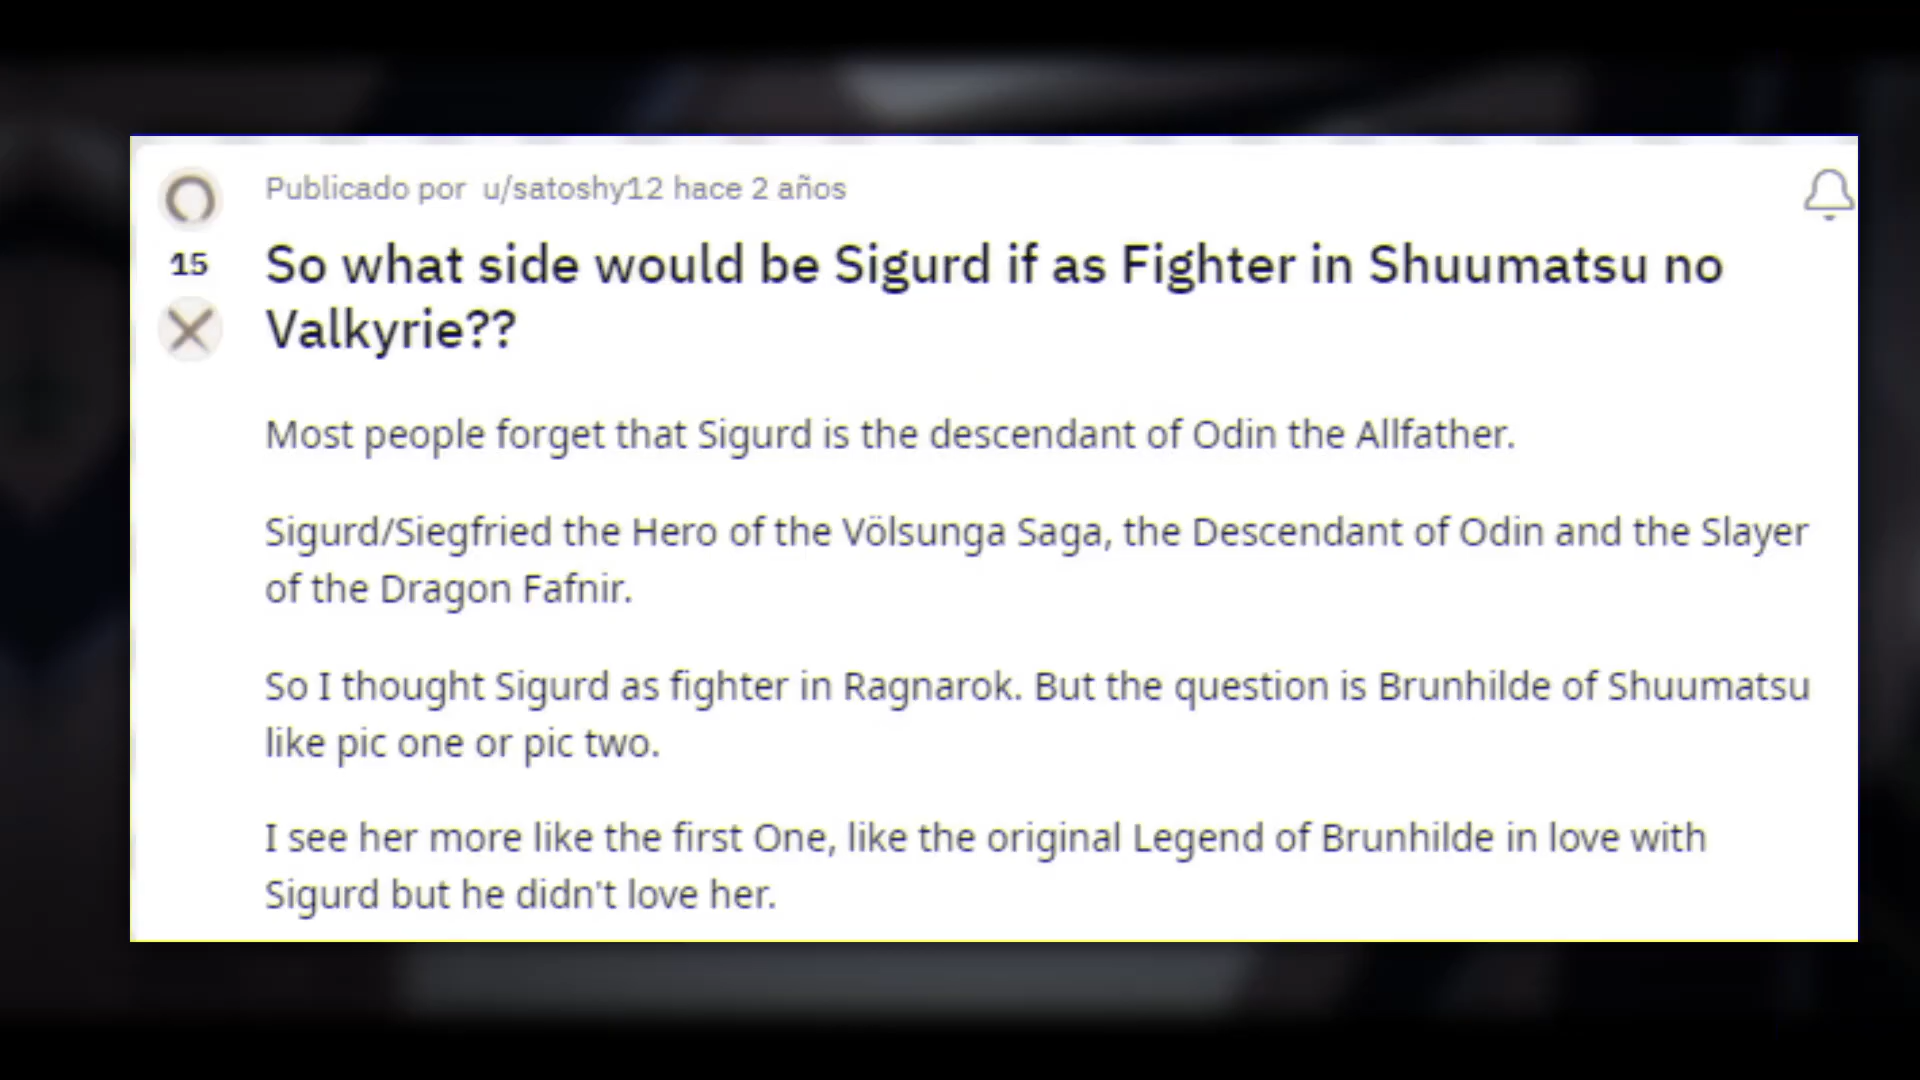 Publicado por u/satoshy12 hace 2 años
15
So what side would be Sigurd if as Fighter in Shuumatsu no
Valkyrie??
Most people forget that Sigurd is the descendant of Odin the Allfather.
Sigurd/Siegfried the Hero of the Völsunga Saga, the Descendant of Odin and the Slayer
of the Dragon Fafnir.
So I thought Sigurd as fighter in Ragnarok. But the question is Brunhilde of Shuumatsu
like pic one or pic two.
I see her more like the first One, like the original Legend of Brunhilde in love with
Sigurd but he didn't love her.